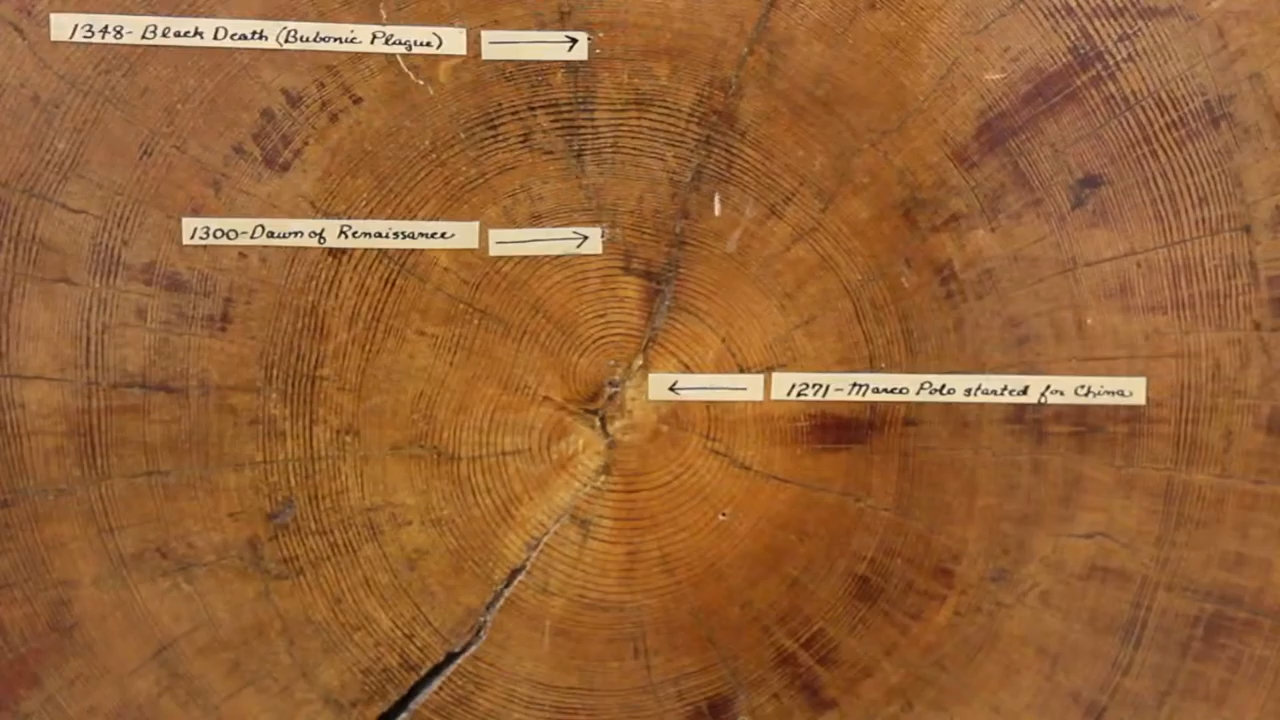 1348- Black Death (Bubonic Plague)
1300-Dawn of Renaissance
1271-Marco Polo started for China